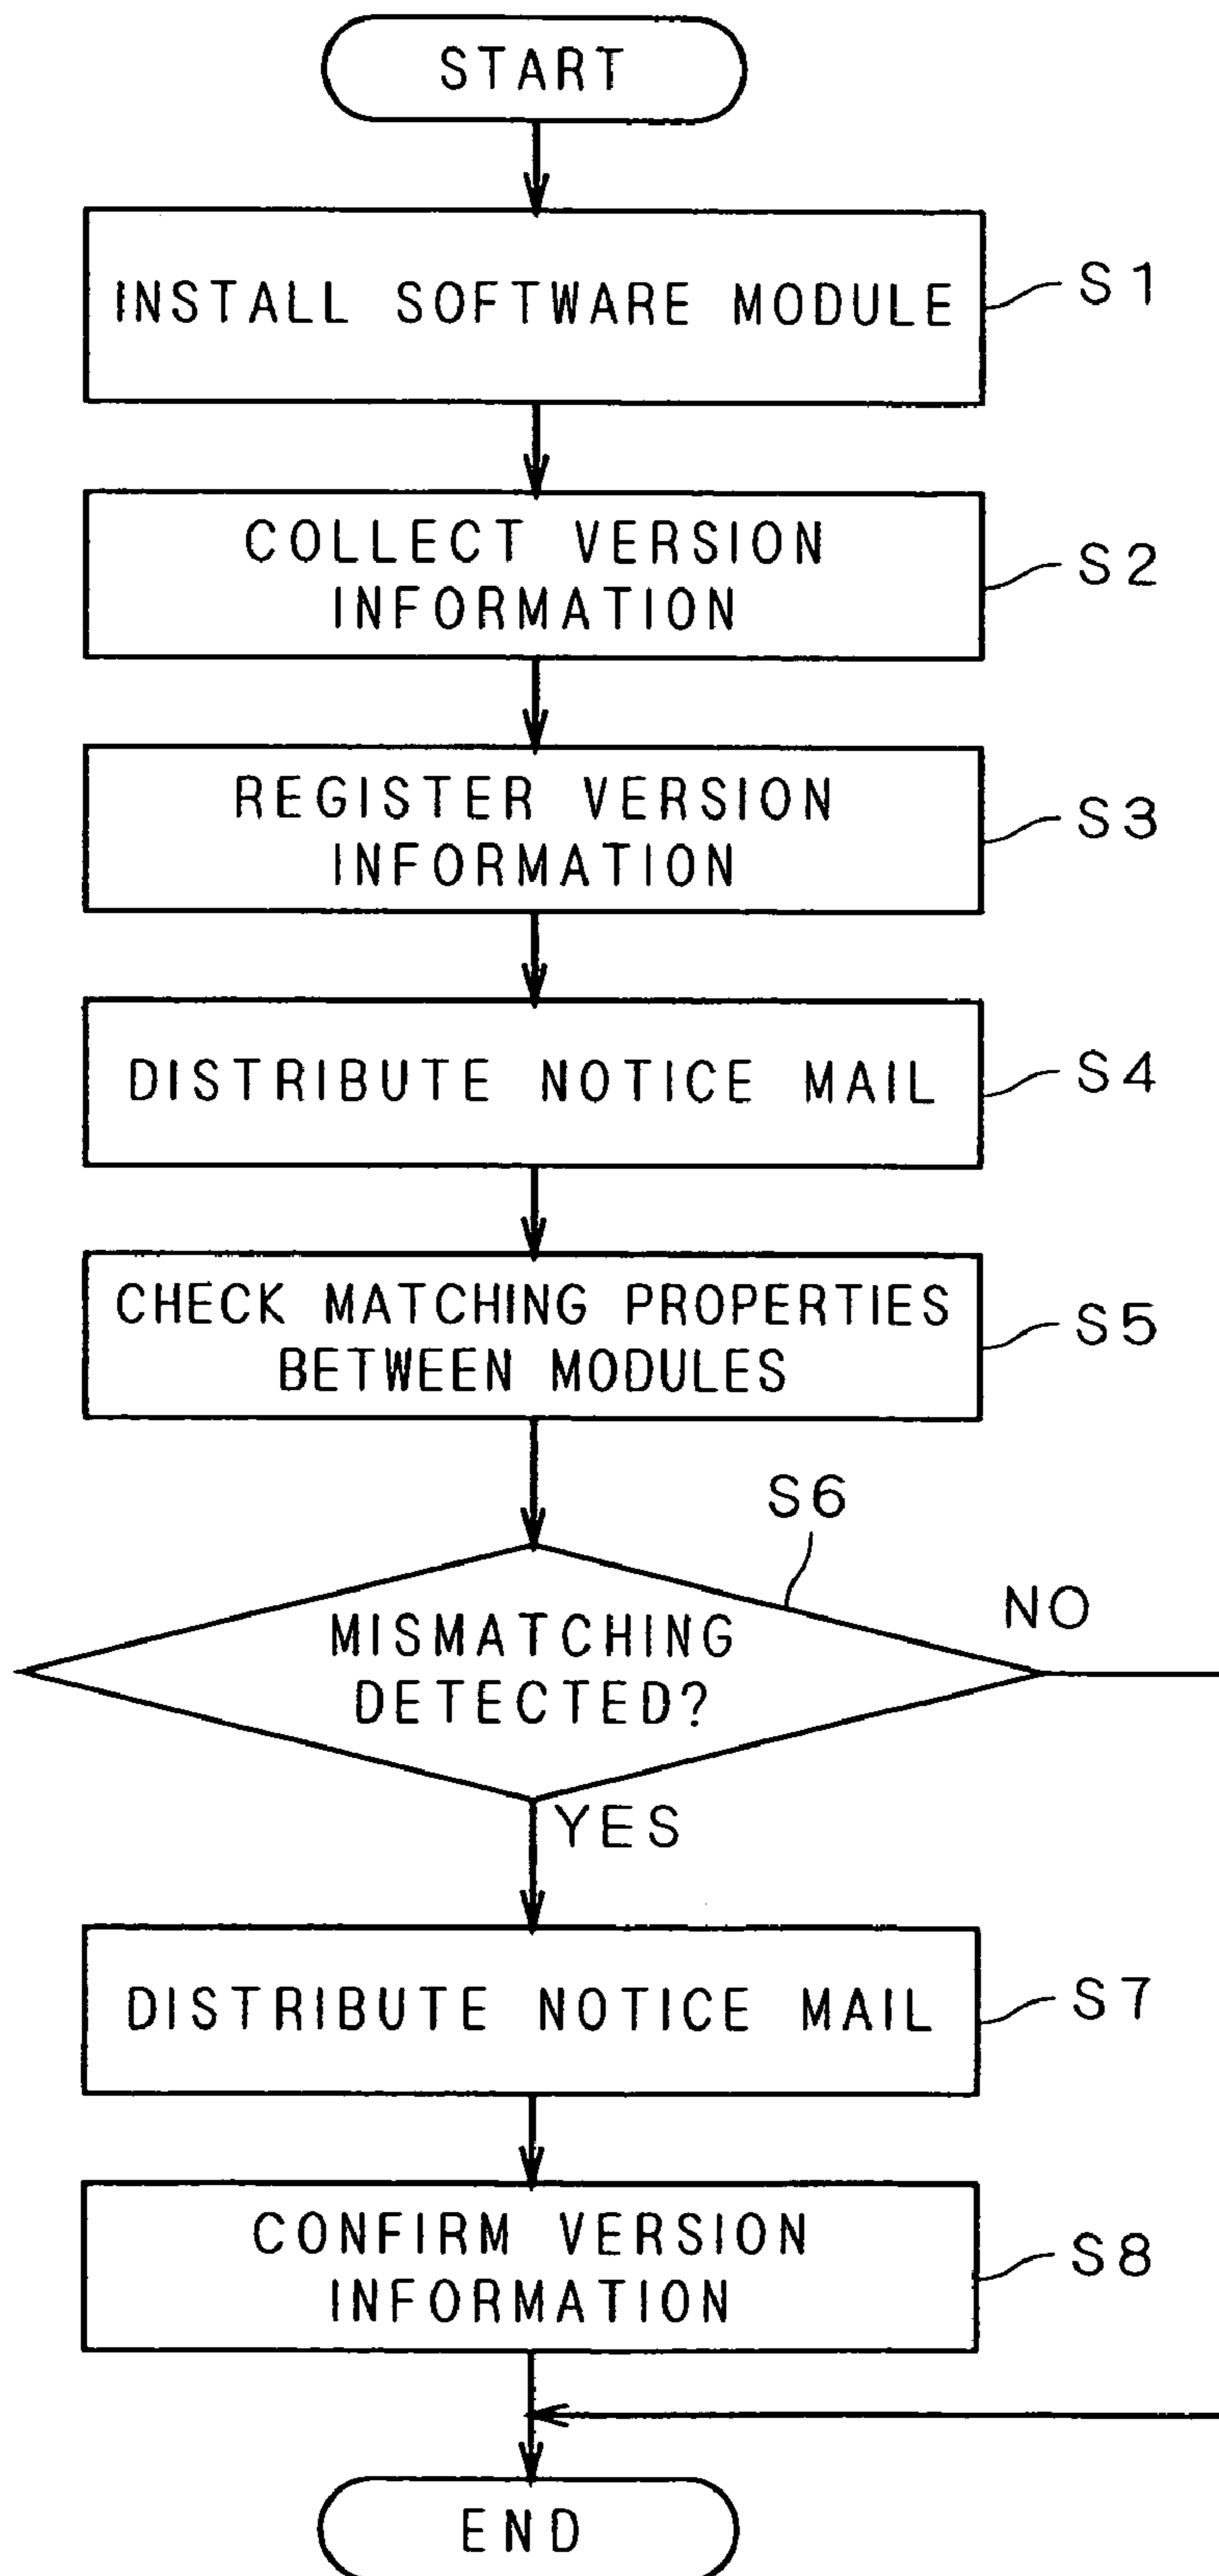 START
INSTALL SOFTWARE MODULE
S1
COLLECT VERSION
INFORMATION
S2
REGISTER VERSION
INFORMATION
S3
DISTRIBUTE NOTICE MAIL
S4
CHECK MATCHING PROPERTIES
BETWEEN MODULES
S5
S6
MISMATCHING
DETECTED?
NO
YES
DISTRIBUTE NOTICE MAIL
S7
CONFIRM VERSION
INFORMATION
S8
END